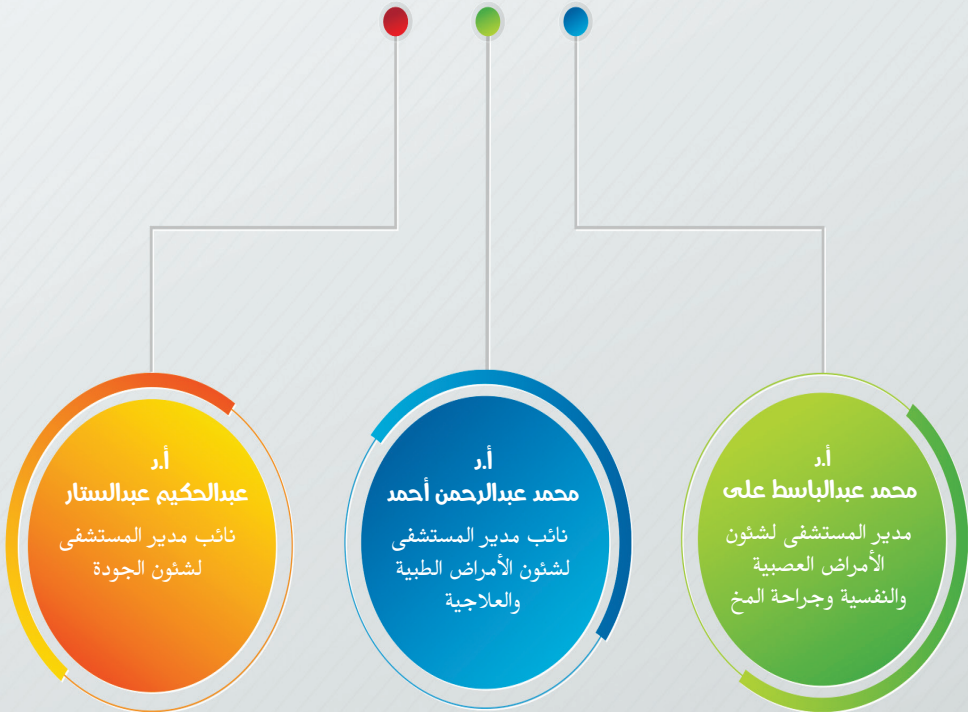 أ.د
محمد عبدالباسط على
مدير المستشفى لشئون
الأمراض العصبية
والنفسية وجراحة المخ
أ.د
محمد عبدالرحمن أحمد
نائب مدير المستشفى
لشئون الأمراض الطبية
والعلاجية
أ.د
عبدالحكيم عبدالستار
نائب مدير المستشفى
لشئون الجودة